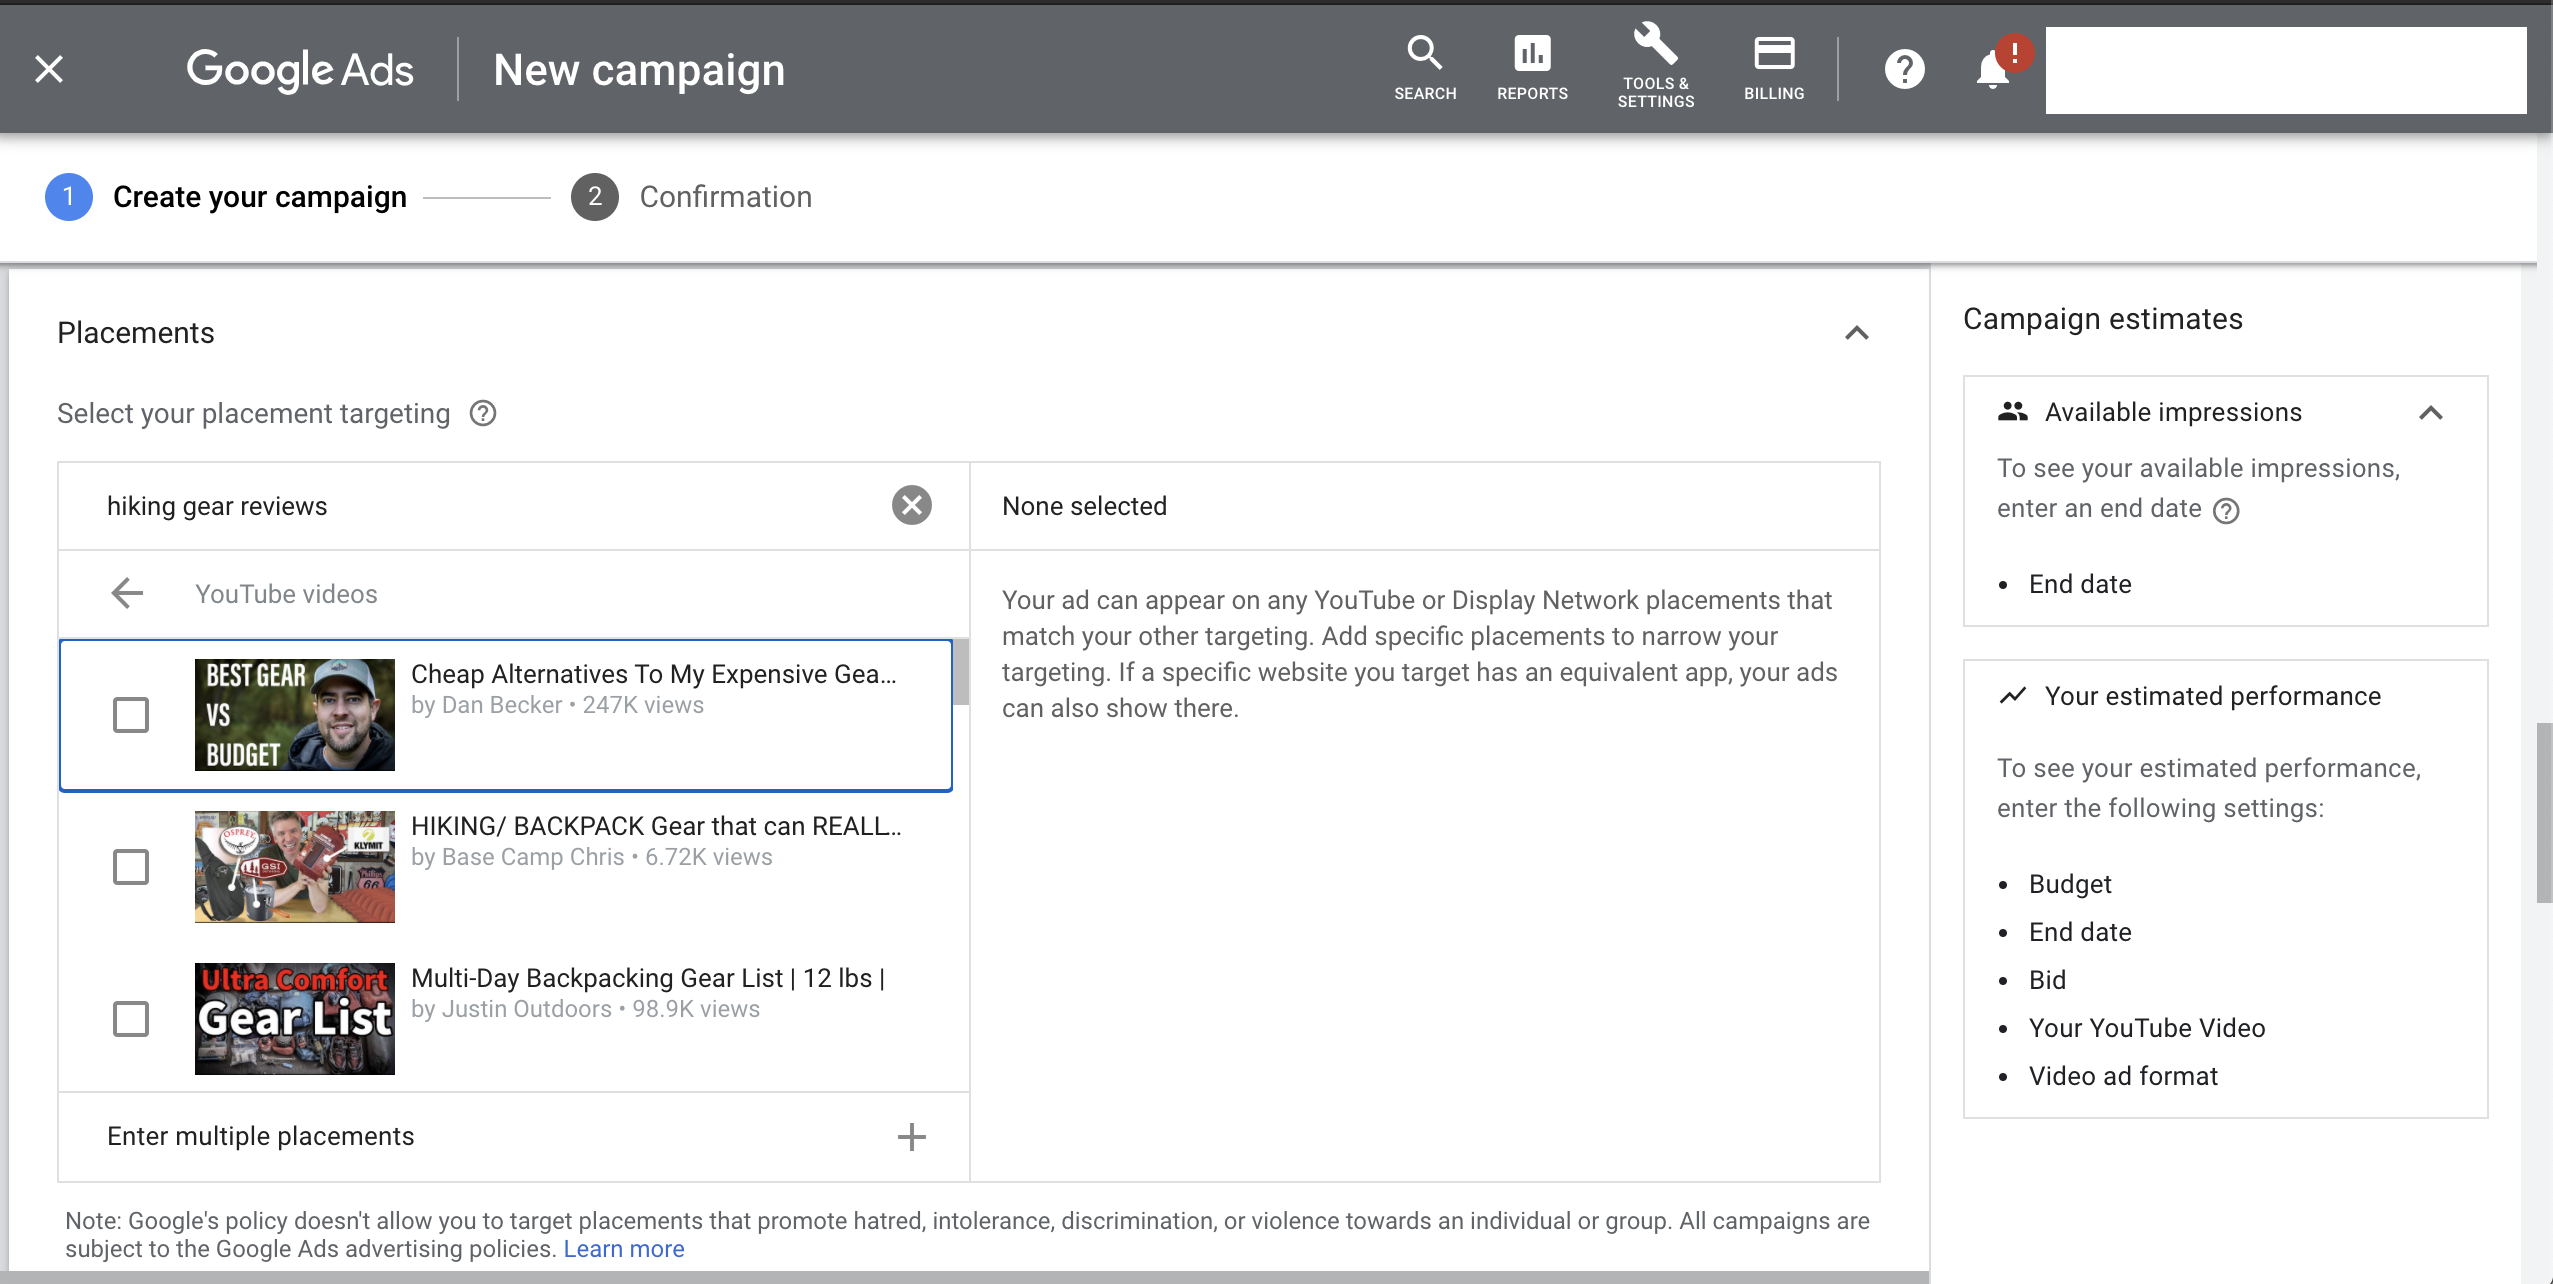 Google Ads
New campaign
SEARCH
REPORTS
TOOLS &
SETTINGS
BILLING
?
!
1
Create your campaign
2
Confirmation
Placements
Select your placement targeting ?
hiking gear reviews
YouTube videos
BEST GEAR
VS
BUDGET
Cheap Alternatives To My Expensive Gea...
by Dan Becker • 247K views
OSPREY
KLYMIT
GSI
Phillips
66
HIKING/ BACKPACK Gear that can REALL...
by Base Camp Chris • 6.72K views
Ultra Comfort
Gear List
Multi-Day Backpacking Gear List | 12 lbs |
by Justin Outdoors • 98.9K views
Enter multiple placements
None selected
Your ad can appear on any YouTube or Display Network placements that
match your other targeting. Add specific placements to narrow your
targeting. If a specific website you target has an equivalent app, your ads
can also show there.
Note: Google's policy doesn't allow you to target placements that promote hatred, intolerance, discrimination, or violence towards an individual or group. All campaigns are
subject to the Google Ads advertising policies. Learn more
Campaign estimates
Available impressions
To see your available impressions,
enter an end date ?
• End date
Your estimated performance
To see your estimated performance,
enter the following settings:
• Budget
• End date
• Bid
• Your YouTube Video
• Video ad format